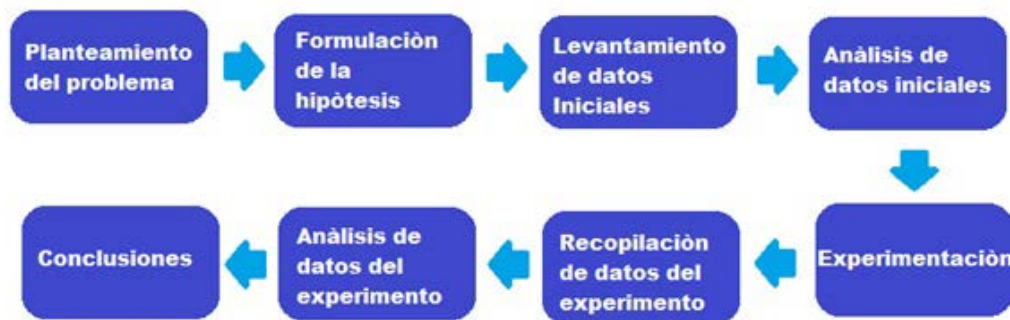 Planteamiento
del problema
Formulaciòn
de la
hipòtesis
Levantamiento
de datos
Iniciales
Anàlisis de
datos iniciales
Experimentaciòn
Recopilaciòn
de datos del
experimento
Anàlisis de
datos del
experimento
Conclusiones